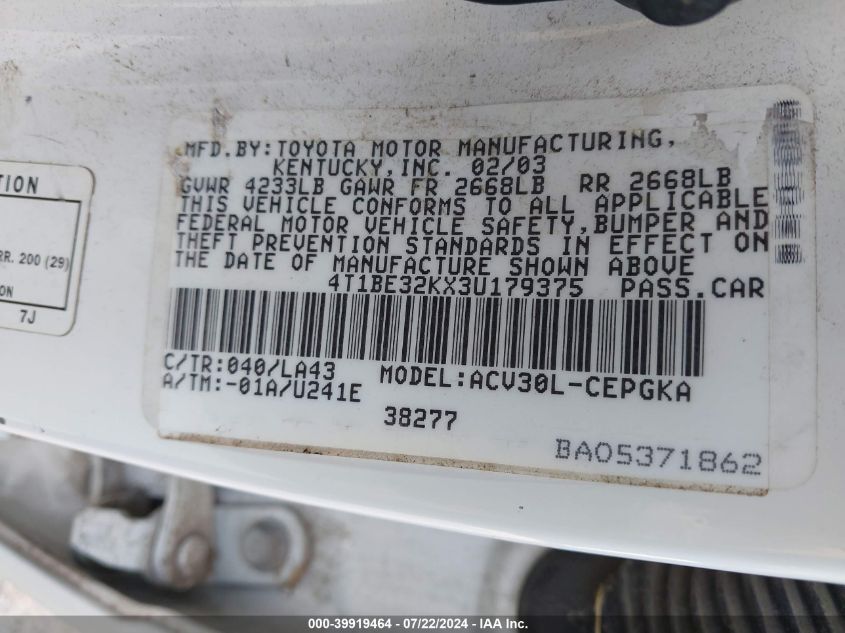 MFD.BY:TOYOTA MOTOR MANUFACTURING,
KENTUCKY,INC. 02/03
GVWR 4233LB GAWR FR 2668LB RR 2668LB
THIS VEHICLE CONFORMS TO ALL APPLICABLE
FEDERAL MOTOR VEHICLE SAFETY,BUMPER AND
THEFT PREVENTION STANDARDS IN EFFECT ON
THE DATE OF MANUFACTURE SHOWN ABOVE
4T1BE32KX3U179375 PASS.CAR
C/TR:040/LA43
A/TM:-01A/U241E MODEL:ACV30L-CEPGKA
38277
BA05371862
TION
RR. 200 (29)
ON
7J
000-39919464 / 07/22/2024 - IAA Inc.